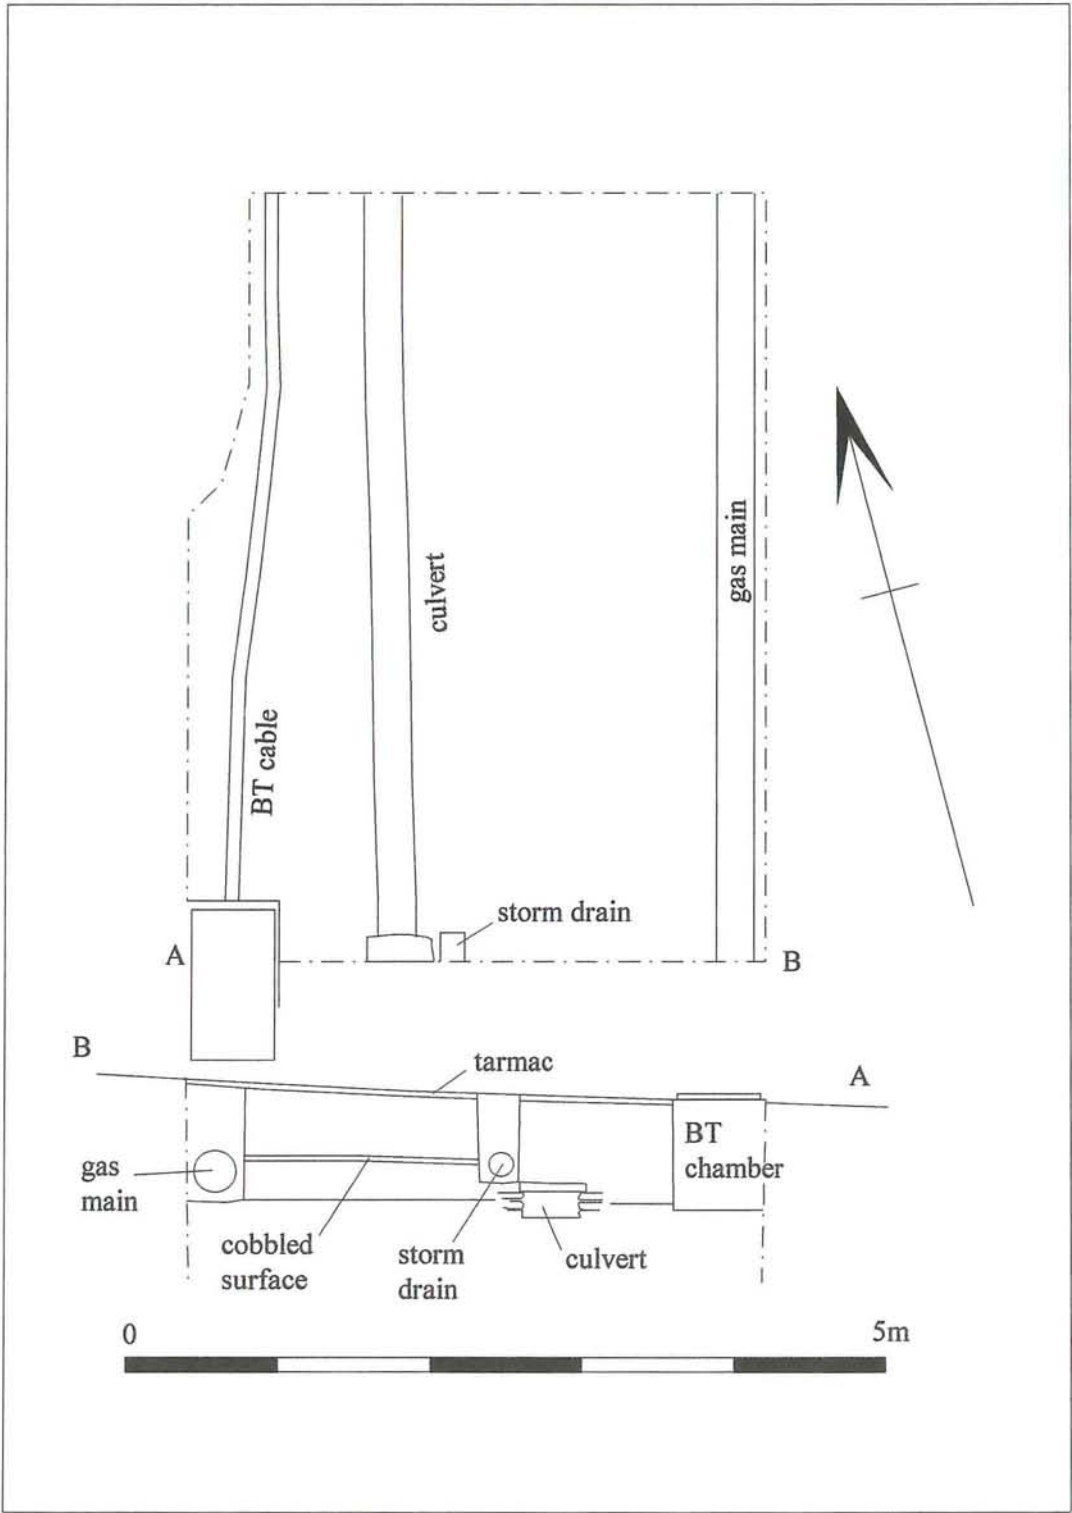 gas main
culvert
BT cable
storm drain
A
B
B
tarmac
A
BT
chamber
gas
main
cobbled
surface
storm
drain
culvert
0
5m